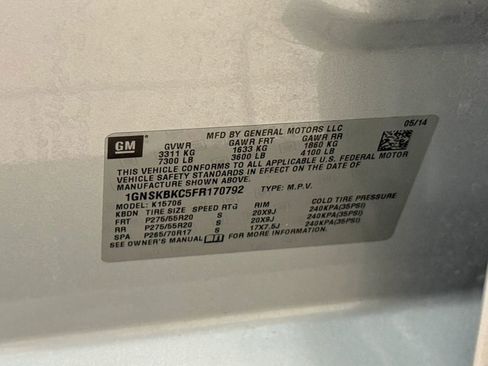 GM
MFD BY GENERAL MOTORS LLC
05/14
GVWR GAWR FRT GAWR RR
3311 KG 1633 KG 1860 KG
7300 LB 3600 LB 4100 LB
THIS VEHICLE CONFORMS TO ALL APPLICABLE U.S. FEDERAL MOTOR
VEHICLE SAFETY STANDARDS IN EFFECT ON THE DATE OF
MANUFACTURE SHOWN ABOVE.
1GNSKBKC5FR170792 TYPE: M.P.V.
MODEL: K15706
KBDN TIRE SIZE SPEED RTG RIM COLD TIRE PRESSURE
FRT P275/55R20 S 20X9J 240KPA(35PSI)
RR P275/55R20 S 20X9J 240KPA(35PSI)
SPA P265/70R17 S 17X7.5J 240KPA(35PSI)
SEE OWNER'S MANUAL FOR MORE INFORMATION.